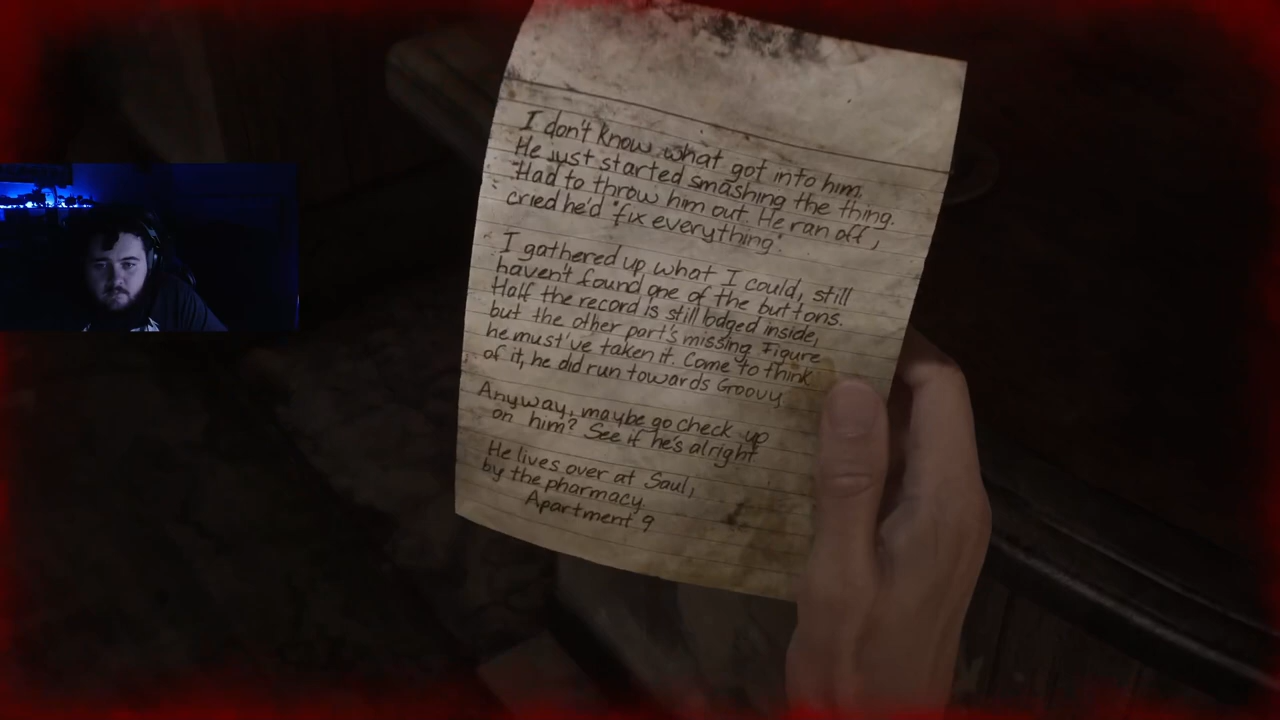 I don't know what got into him.
He just started smashing the thing.
Had to throw him out. He ran off,
cried he'd "fix everything".
I gathered up what I could, still
haven't found one of the buttons.
Half the record is still lodged inside,
but the other part's missing. Figure
he must've taken it. Come to think
of it, he did run towards Groovy
Anyway, maybe go check up
on him? See if he's alright
He lives over at Saul,
by the pharmacy.
Apartment 9